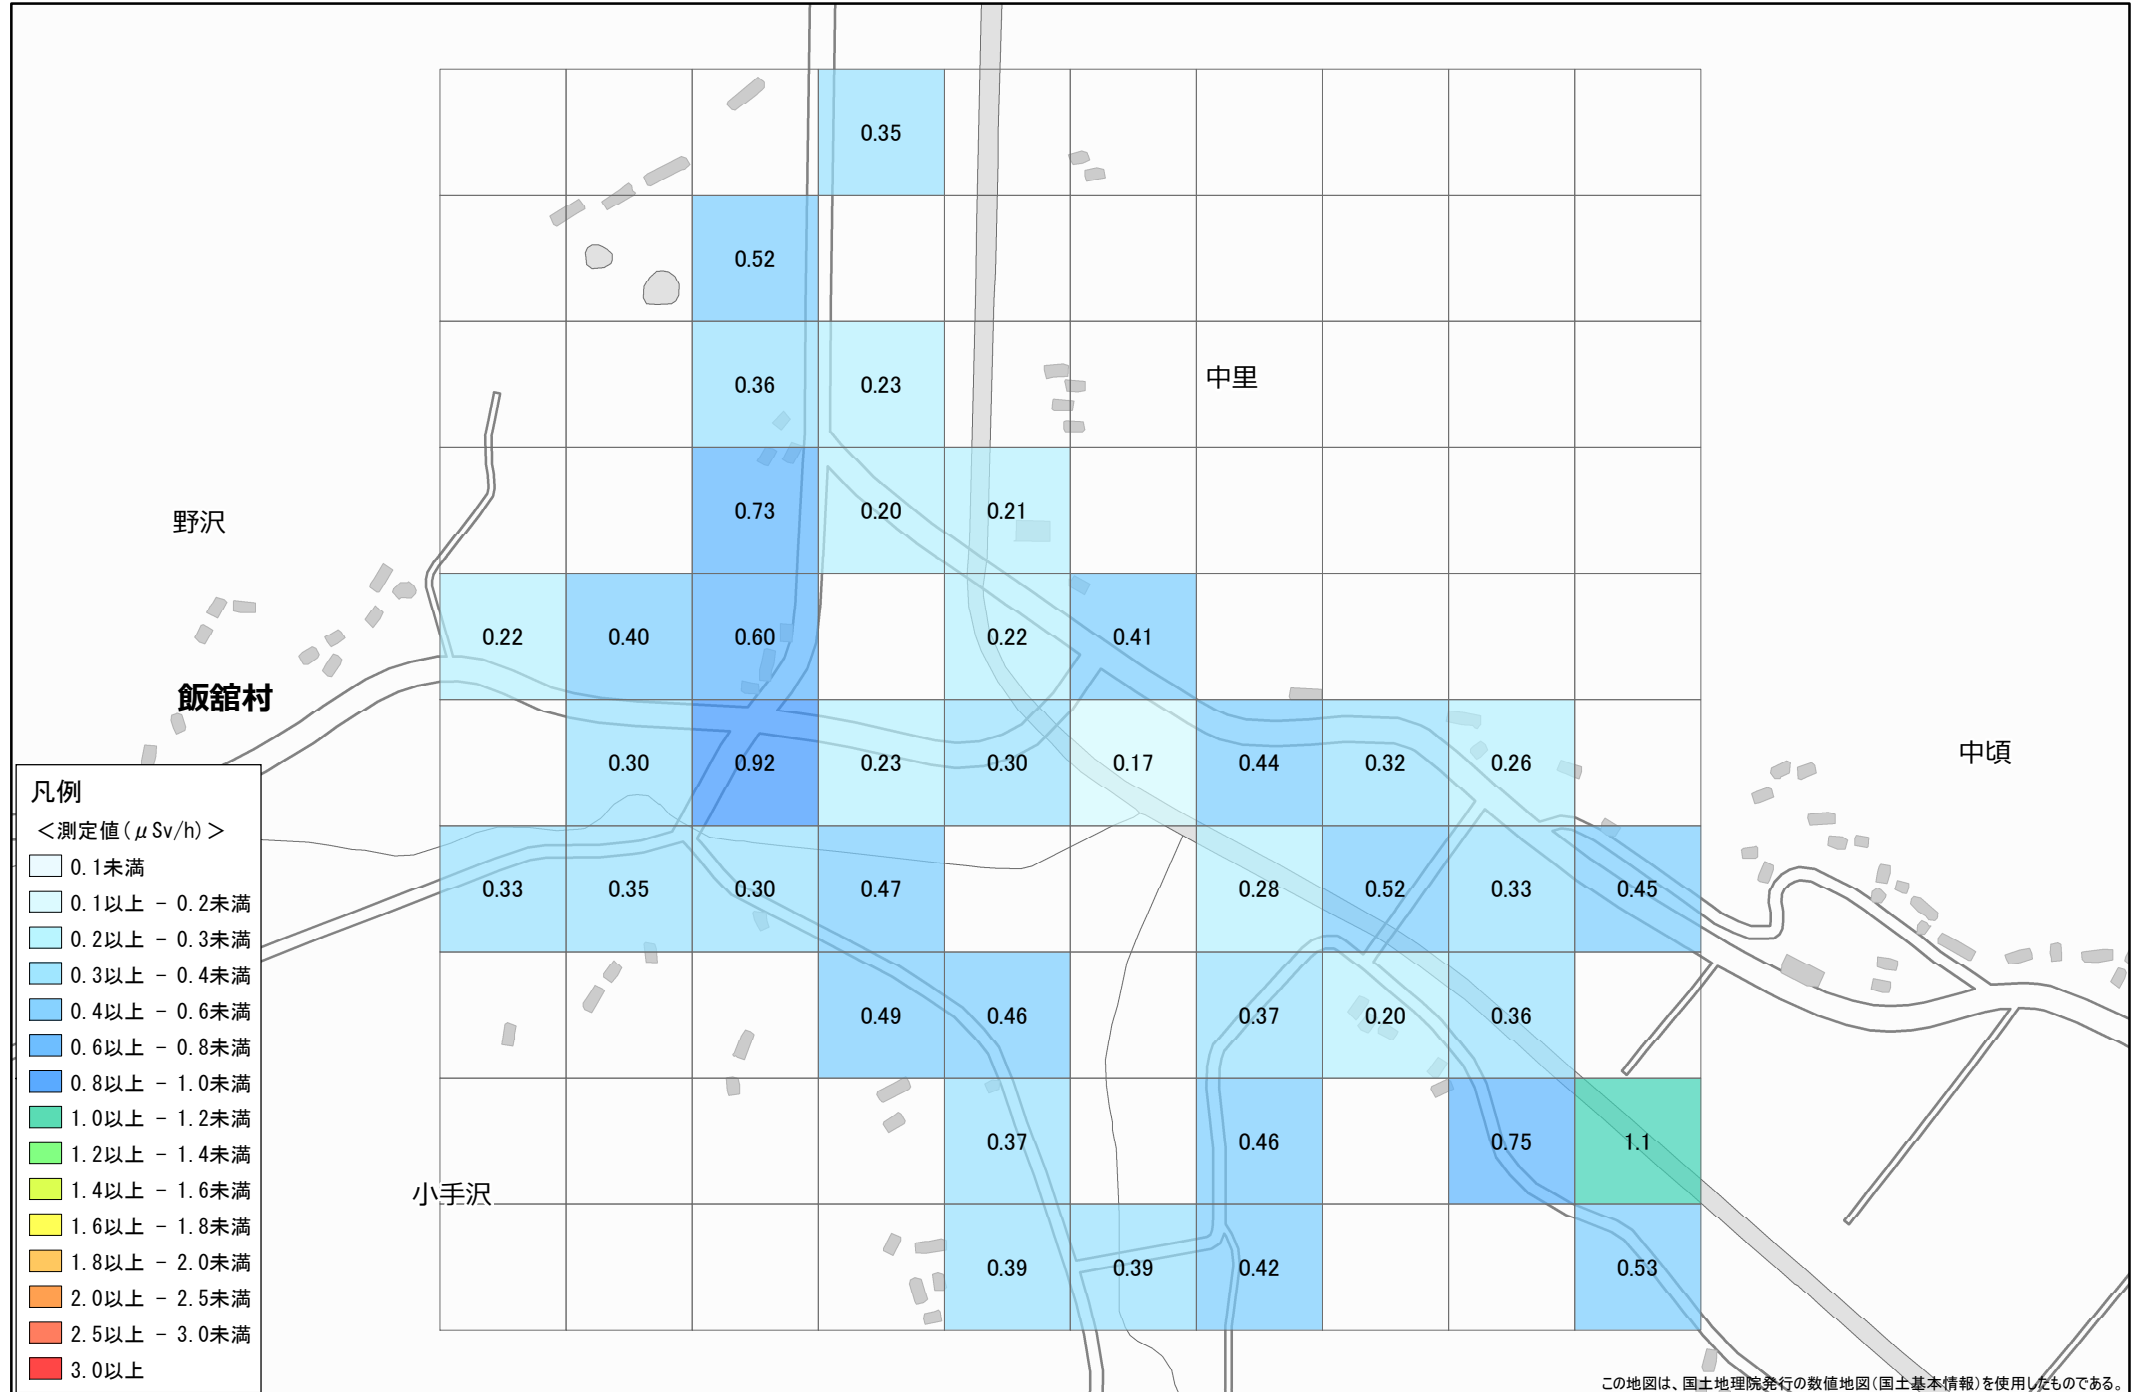 0.35
0.52
0.36 0.23
中里
0.73 0.20 0.21
野沢
0.22 0.40 0.60 0.22 0.41
飯舘村
0.30 0.92 0.23 0.30 0.17 0.44 0.32 0.26
中頃
0.33 0.35 0.30 0.47 0.28 0.52 0.33 0.45
0.49 0.46 0.37 0.20 0.36
0.37 0.46 0.75 1.1
小手沢
0.39 0.39 0.42 0.53
凡例
<測定値(μSv/h)>
0.1未満
0.1以上 - 0.2未満
0.2以上 - 0.3未満
0.3以上 - 0.4未満
0.4以上 - 0.6未満
0.6以上 - 0.8未満
0.8以上 - 1.0未満
1.0以上 - 1.2未満
1.2以上 - 1.4未満
1.4以上 - 1.6未満
1.6以上 - 1.8未満
1.8以上 - 2.0未満
2.0以上 - 2.5未満
2.5以上 - 3.0未満
3.0以上
この地図は、国土地理院発行の数値地図(国土基本情報)を使用したものである。